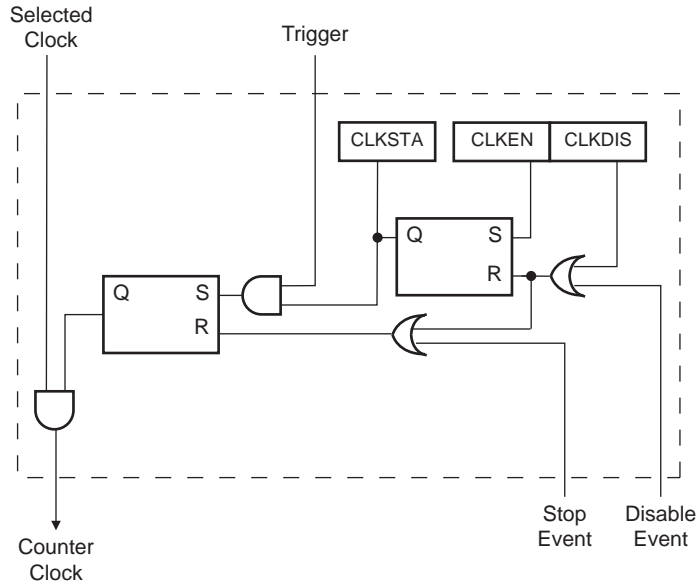 Selected
Clock
Trigger
CLKSTA
CLKEN
CLKDIS
Q
S
R
Q
S
R
Stop
Event
Disable
Event
Counter
Clock